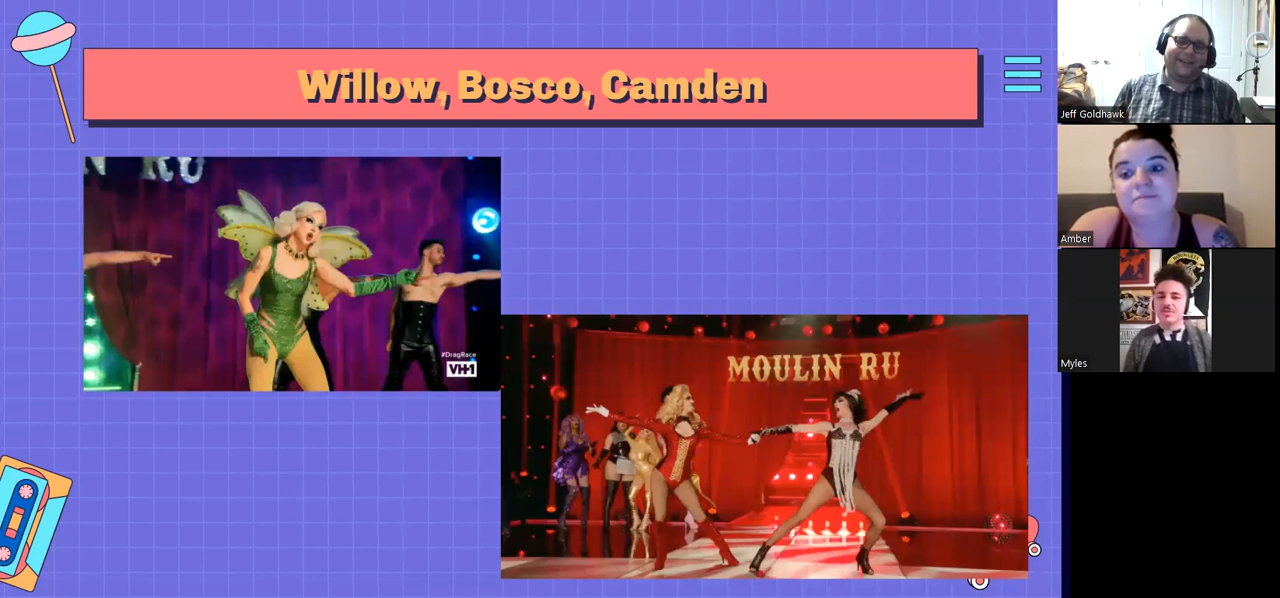 Willow, Bosco, Camden
N RU
#DragRace
VH1
MOULIN RU
Jeff Goldhawk
Amber
Myles